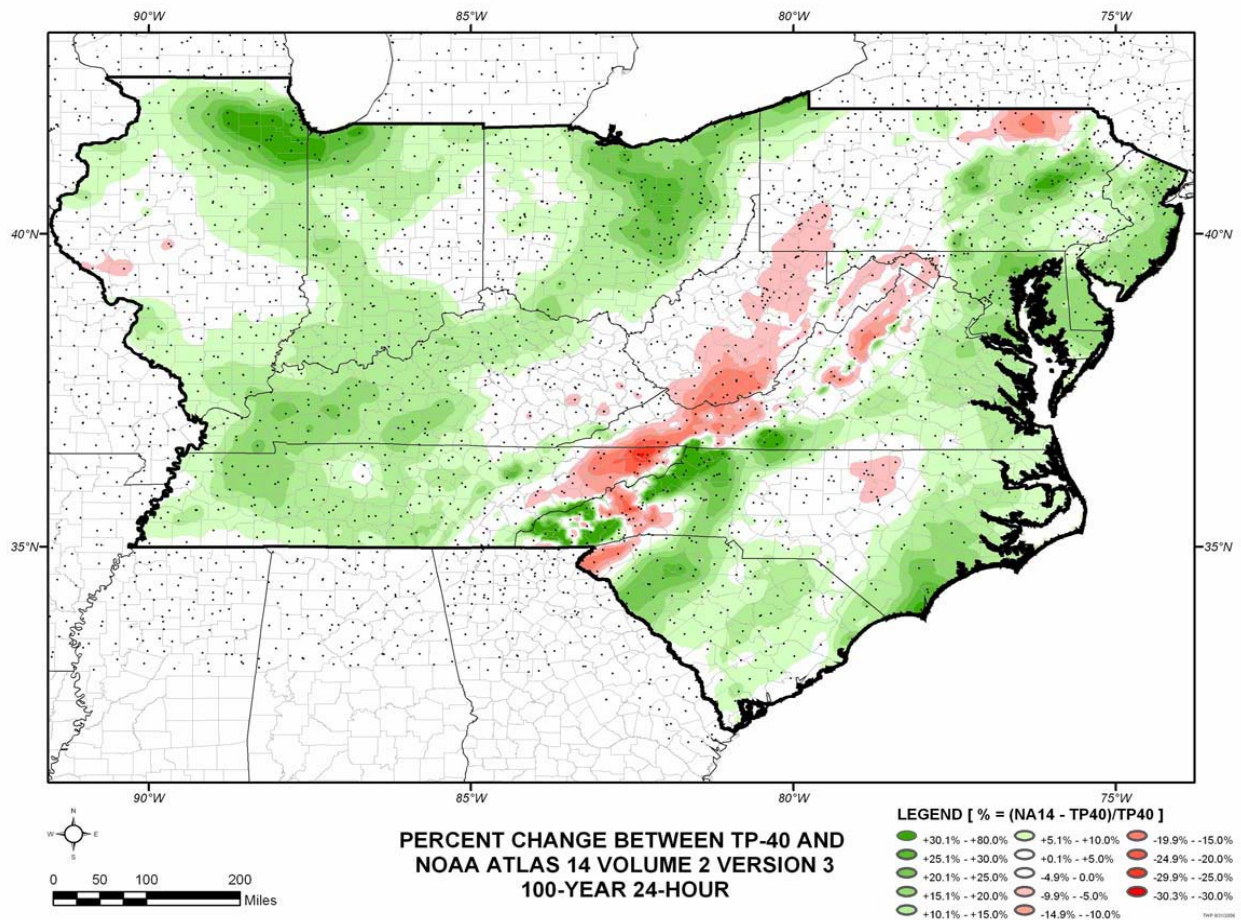 90°W 85°W 80°W 75°W
40°N 40°N
35°N 35°N
90°W 85°W 80°W 75°W
N
W E
S
0 50 100 200
Miles
PERCENT CHANGE BETWEEN TP-40 AND
NOAA ATLAS 14 VOLUME 2 VERSION 3
100-YEAR 24-HOUR
LEGEND [ % = (NA14 - TP40)/TP40 ]
+30.1% - +80.0% +5.1% - +10.0% -19.9% - -15.0%
+25.1% - +30.0% +0.1% - +5.0% -24.9% - -20.0%
+20.1% - +25.0% -4.9% - 0.0% -29.9% - -25.0%
+15.1% - +20.0% -9.9% - -5.0% -30.3% - -30.0%
+10.1% - +15.0% -14.9% - -10.0%